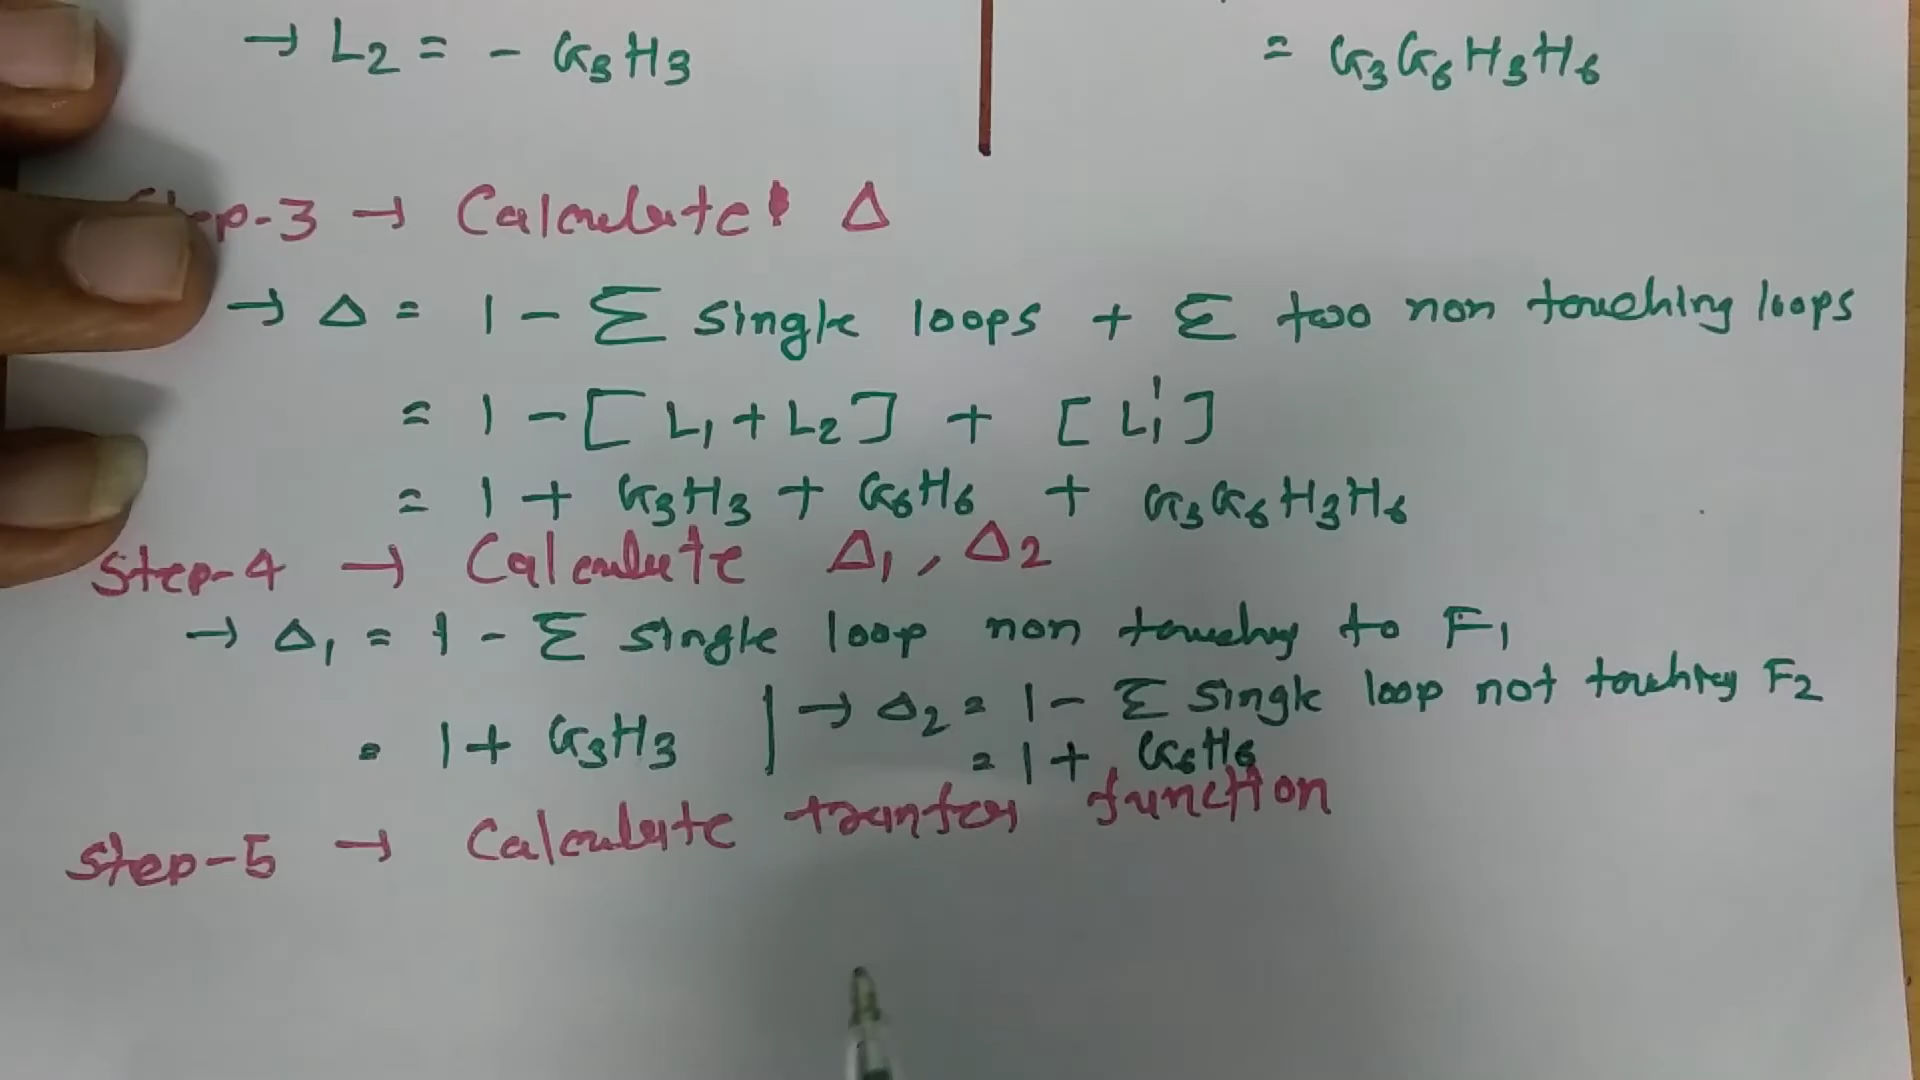 → L2 = - G3H3
= G3G6H3H6
Step-3 → Calculate Δ
→ Δ = 1 - Σ single loops + Σ two non touching loops
= 1 - [L1 + L2] + [L1']
= 1 + G3H3 + G6H6 + G3G6H3H6
Step-4 → Calculate Δ1, Δ2
→ Δ1 = 1 - Σ single loop non touching to F1
= 1 + G3H3
→ Δ2 = 1 - Σ single loop not touching F2
= 1 + G6H6
Step-5 → Calculate tranfer function